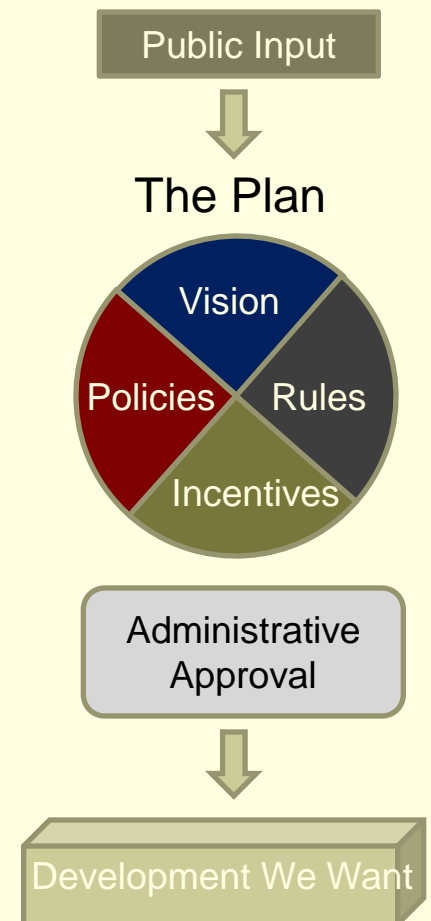 Public Input
The Plan
Vision
Policies
Rules
Incentives
Administrative
Approval
Development We Want